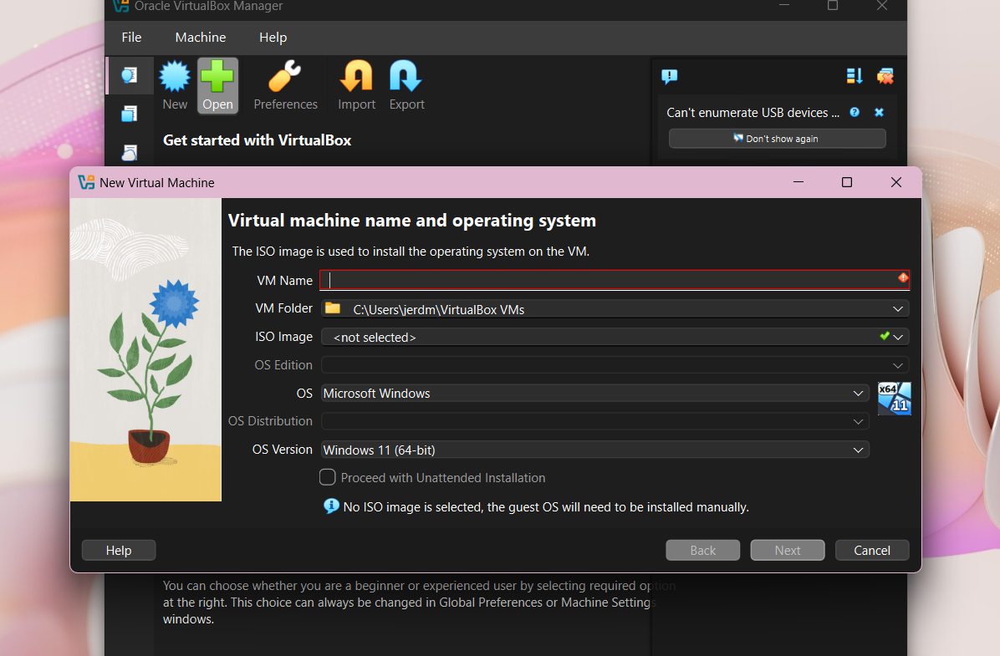 Oracle VirtualBox Manager
File Machine Help
New Open Preferences Import Export
Get started with VirtualBox
Can't enumerate USB devices ...
Don't show again
New Virtual Machine
Virtual machine name and operating system
The ISO image is used to install the operating system on the VM.
VM Name
VM Folder C:\Users\jerdm\VirtualBox VMs
ISO Image <not selected>
OS Edition
OS Microsoft Windows
x64
11
OS Distribution
OS Version Windows 11 (64-bit)
Proceed with Unattended Installation
No ISO image is selected, the guest OS will need to be installed manually.
Help Back Next Cancel
You can choose whether you are a beginner or experienced user by selecting required option
at the right. This choice can always be changed in Global Preferences or Machine Settings
windows.